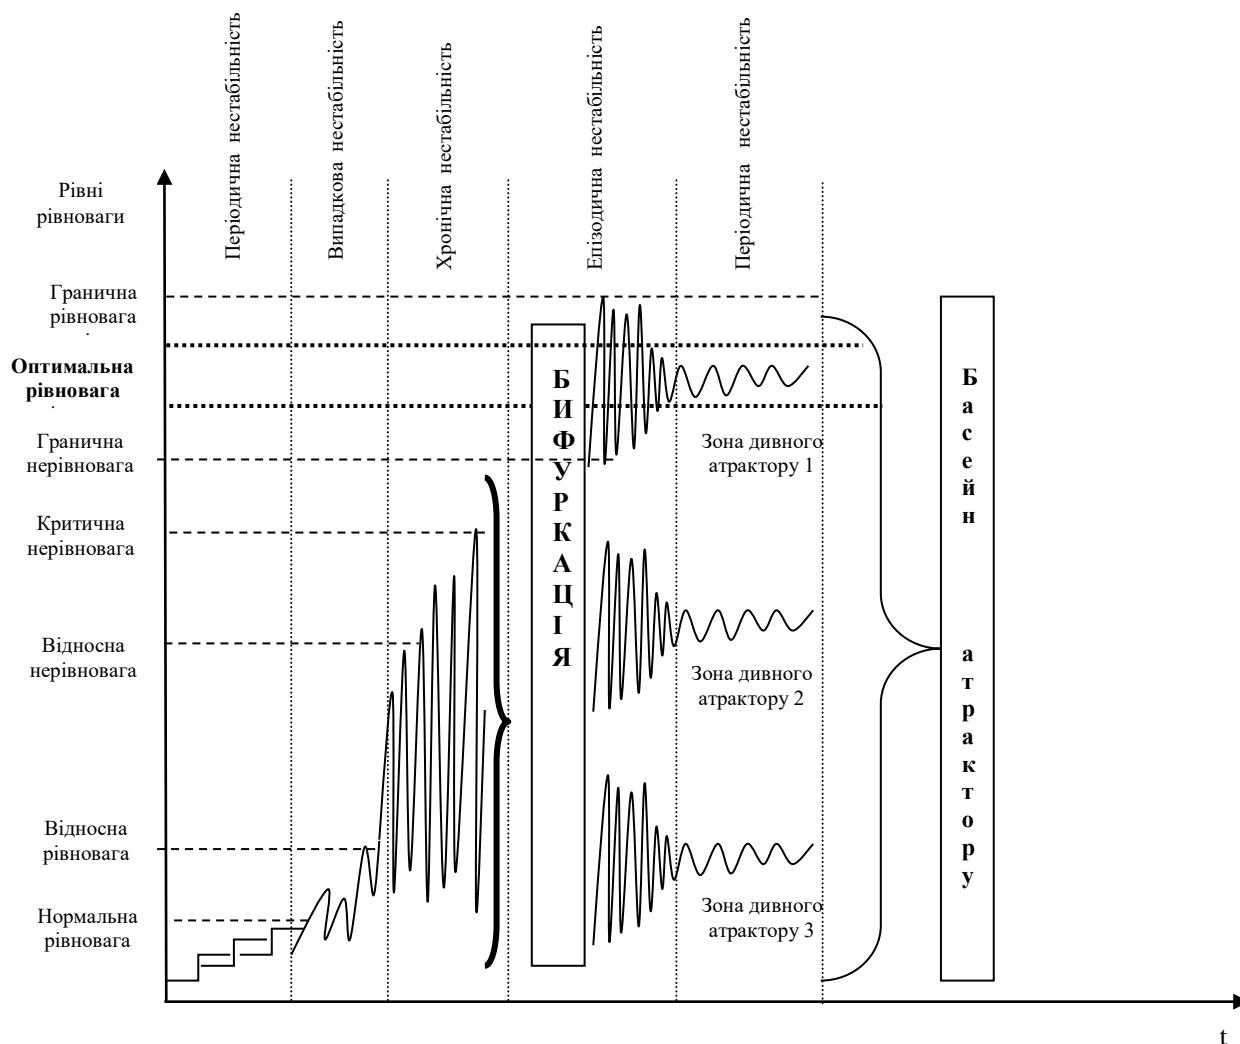 Періодична нестабільність
Випадкова нестабільність
Хронічна нестабільність
Епізодична нестабільність
Періодична нестабільність
Рівні
рівноваги
Гранична
рівновага
Оптимальна
рівновага
Гранична
нерівновага
Критична
нерівновага
Відносна
нерівновага
Відносна
рівновага
Нормальна
рівновага
БИФУРКАЦІЯ
Зона дивного
атрактору 1
Зона дивного
атрактору 2
Зона дивного
атрактору 3
Басейн атрактору
t